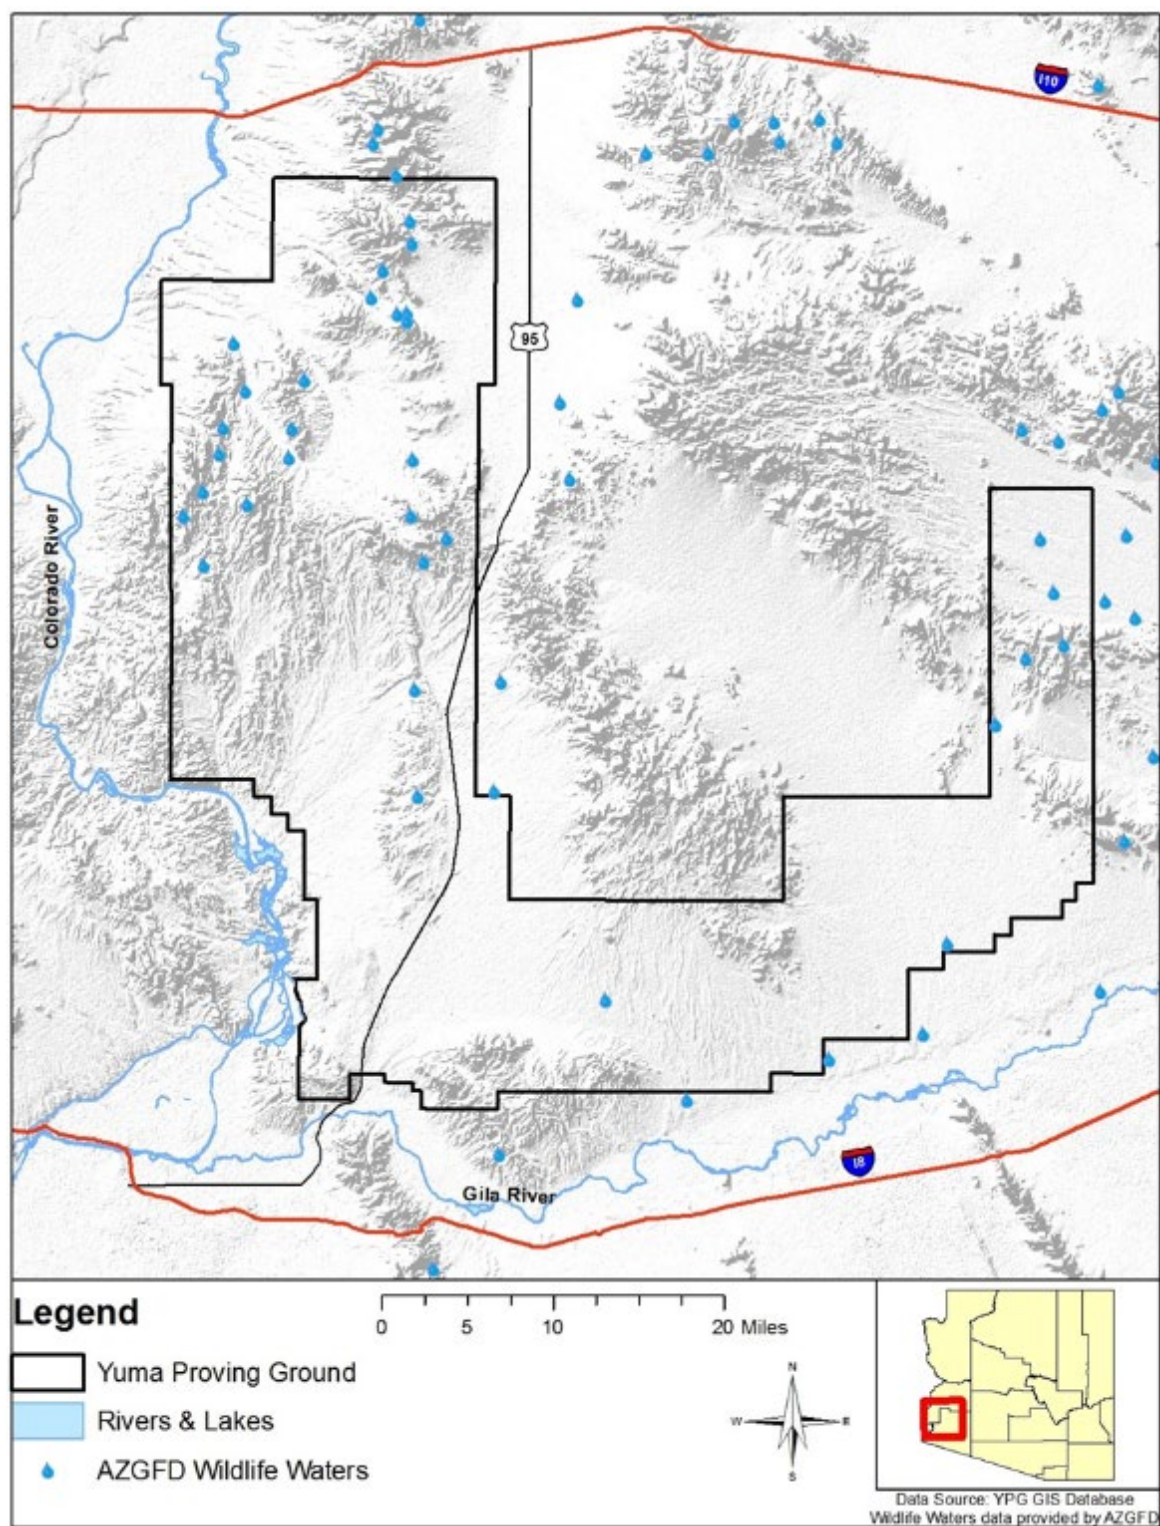 I10
95
Colorado River
I8
Gila River
Legend
0 5 10 20 Miles
Yuma Proving Ground
Rivers & Lakes
AZGFD Wildlife Waters
N
W E
S
Data Source: YPG GIS Database
Wildlife Waters data provided by AZGFD